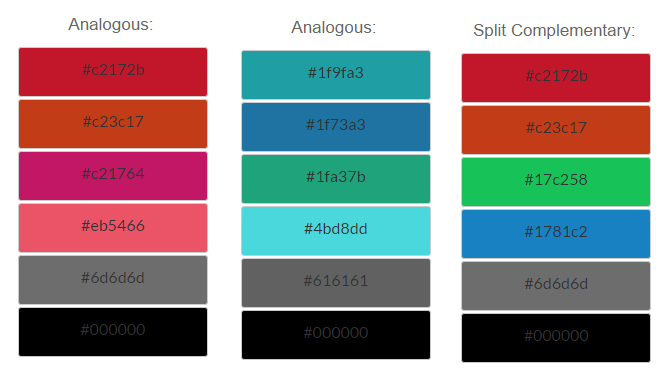 Analogous:
#c2172b
#c23c17
#c21764
#eb5466
#6d6d6d
#000000
Analogous:
#1f9fa3
#1f73a3
#1fa37b
#4bd8dd
#616161
#000000
Split Complementary:
#c2172b
#c23c17
#17c258
#1781c2
#6d6d6d
#000000